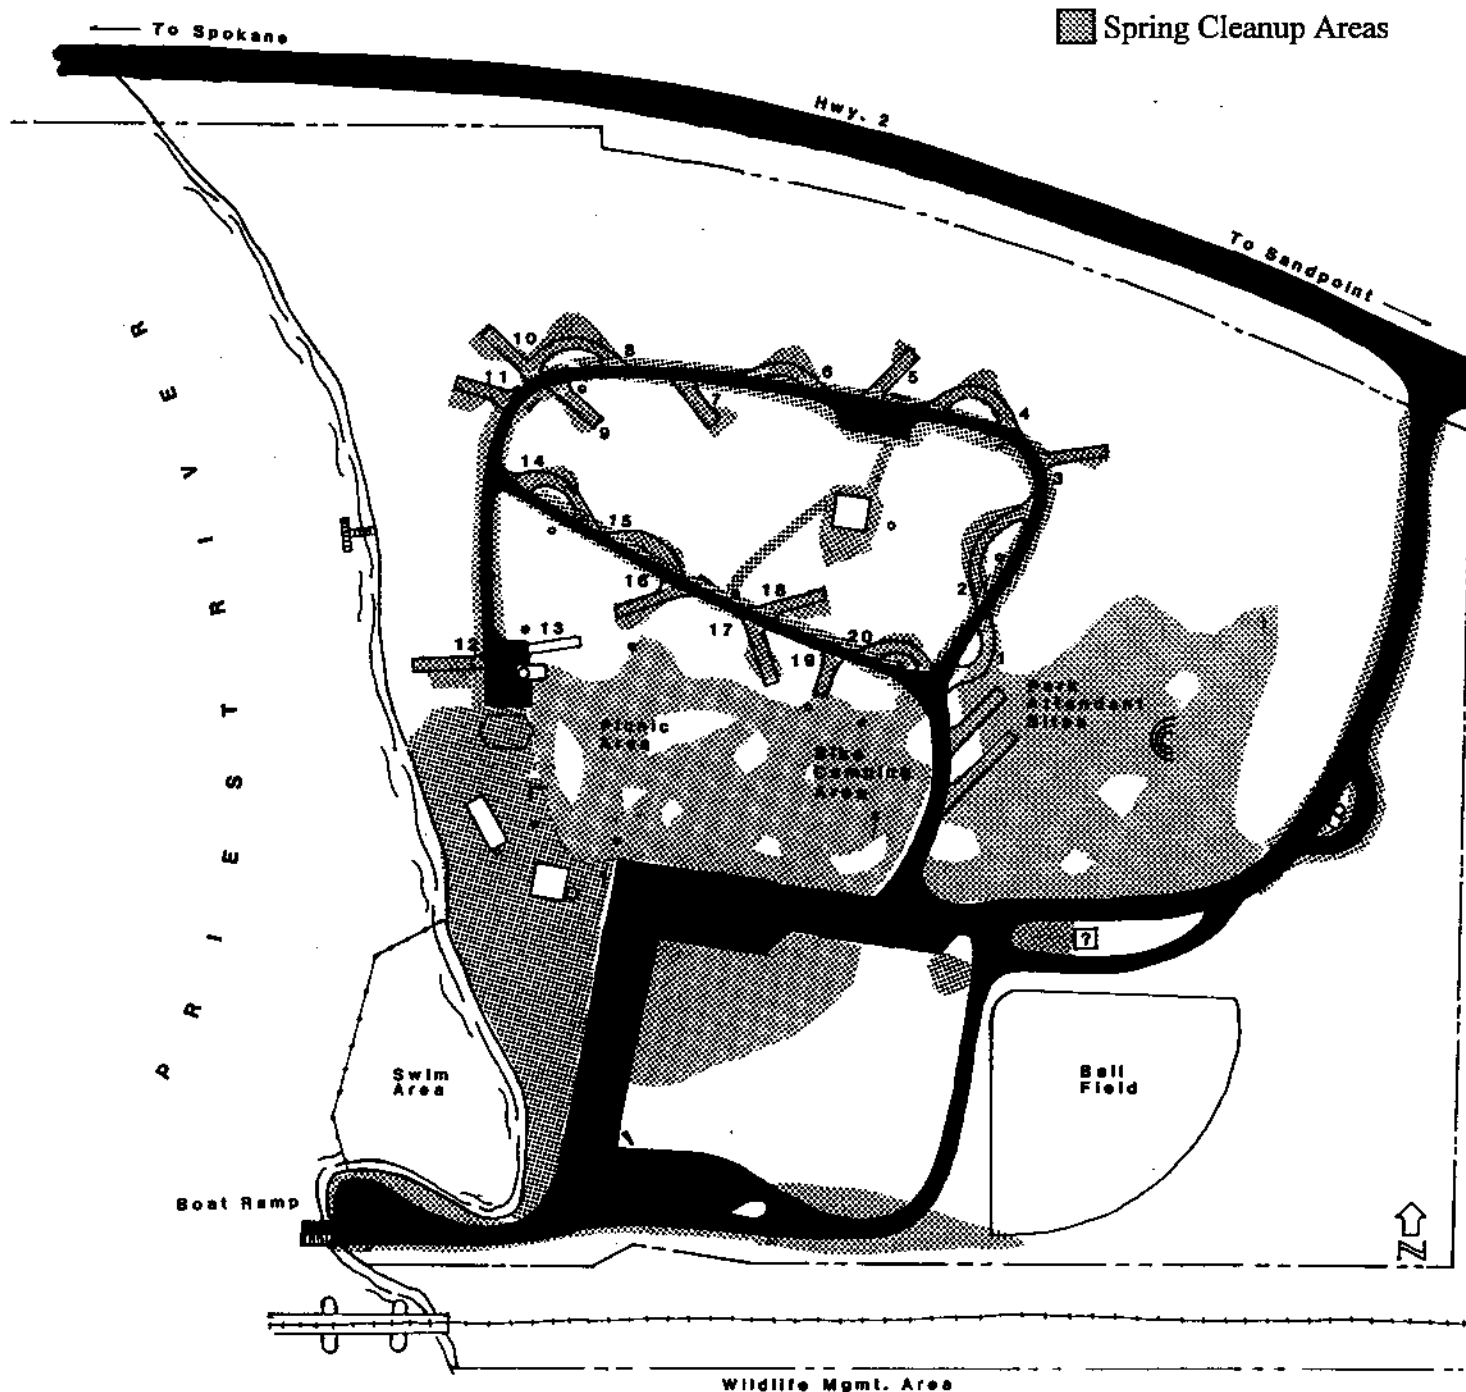 Spring Cleanup Areas
To Spokane
Hwy. 2
To Sandpoint
PRIEST RIVER
10
8
6
5
11
4
7
9
3
14
15
16
2
18
17
13
20
12
19
1
Park
Attendant
Sites
Picnic
Area
Bike
Camping
Area
?
Swim
Area
Ball
Field
Boat Ramp
N
Wildlife Mgmt. Area